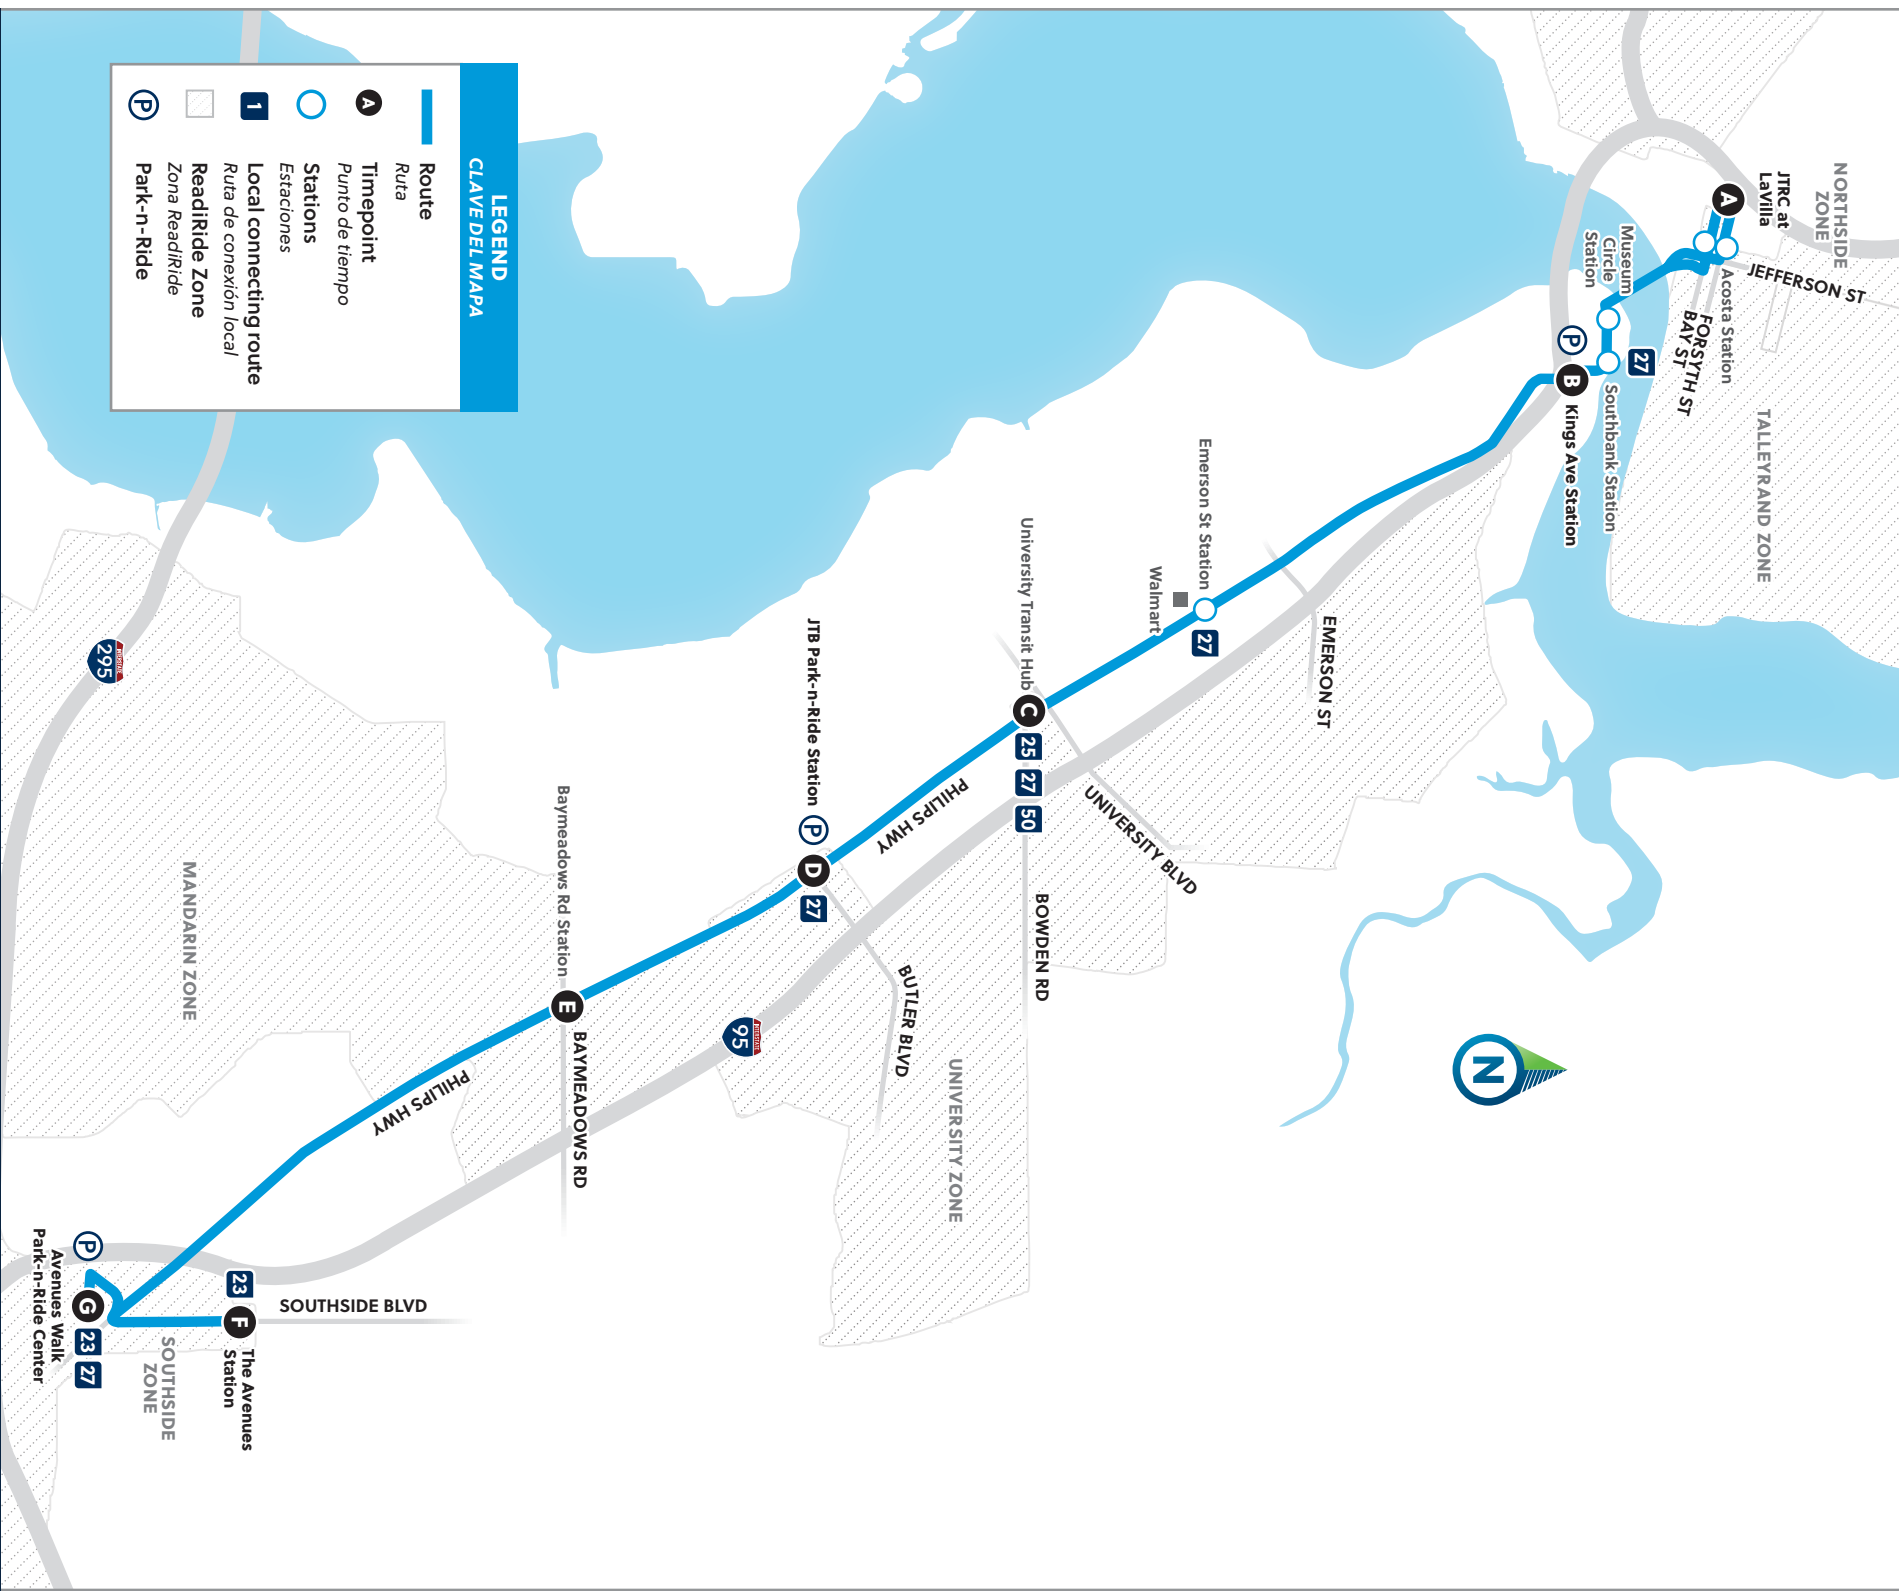 NORTHSIDE
ZONE
JTRC at
LaVilla
A
JEFFERSON ST
Acosta Station
FORSYTH ST
BAY ST
Museum
Circle
Station
27
Southbank Station
P
B
Kings Ave Station
TALLEYRAND ZONE
Emerson St Station
Walmart
27
EMERSON ST
University Transit Hub
C
25
27
50
UNIVERSITY BLVD
PHILIPS HWY
BOWDEN RD
JTB Park-n-Ride Station
P
D
27
BUTLER BLVD
UNIVERSITY ZONE
INTERSTATE
95
Baymeadows Rd Station
E
BAYMEADOWS RD
PHILIPS HWY
MANDARIN ZONE
INTERSTATE
295
23
F
The Avenues
Station
SOUTHSIDE BLVD
SOUTHSIDE
ZONE
P
G
23
27
Avenues Walk
Park-n-Ride Center
N
LEGEND
CLAVE DEL MAPA
Route
Ruta
A
Timepoint
Punto de tiempo
Stations
Estaciones
1
Local connecting route
Ruta de conexión local
ReadiRide Zone
Zona ReadiRide
P
Park-n-Ride